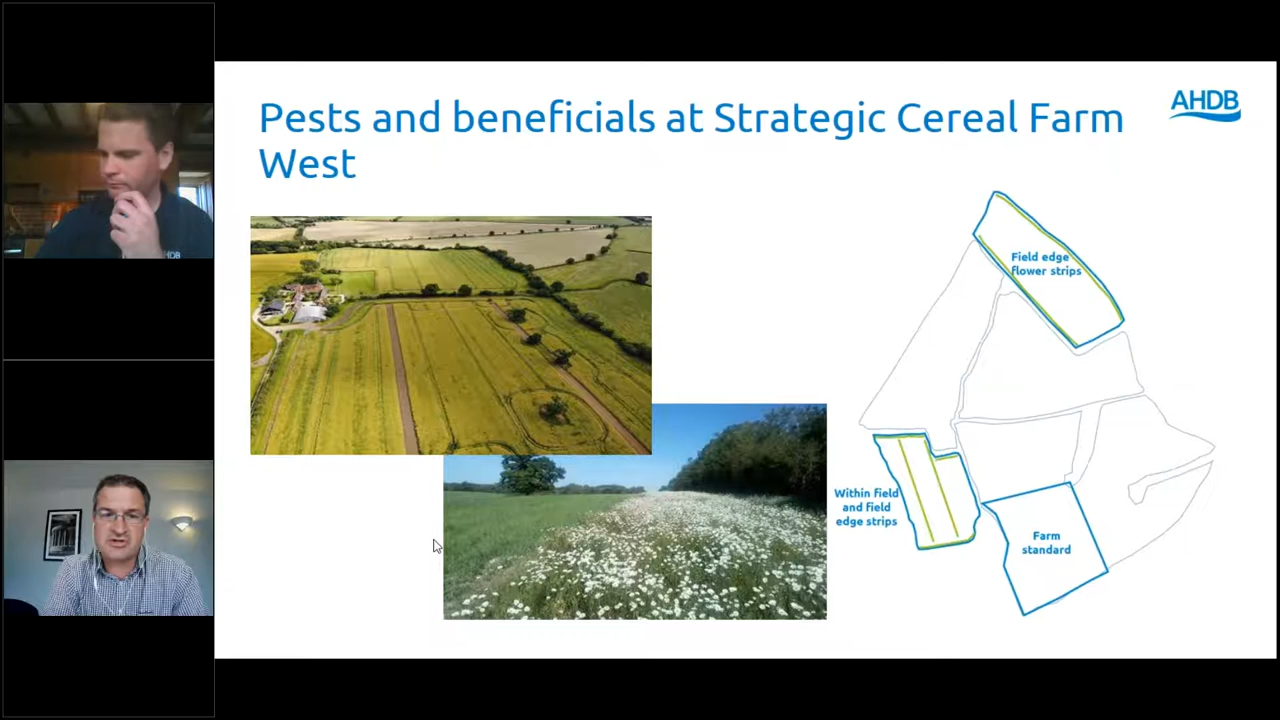 Pests and beneficials at Strategic Cereal Farm
West
AHDB
Field edge
flower strips
Within field
and field
edge strips
Farm
standard
AHDB